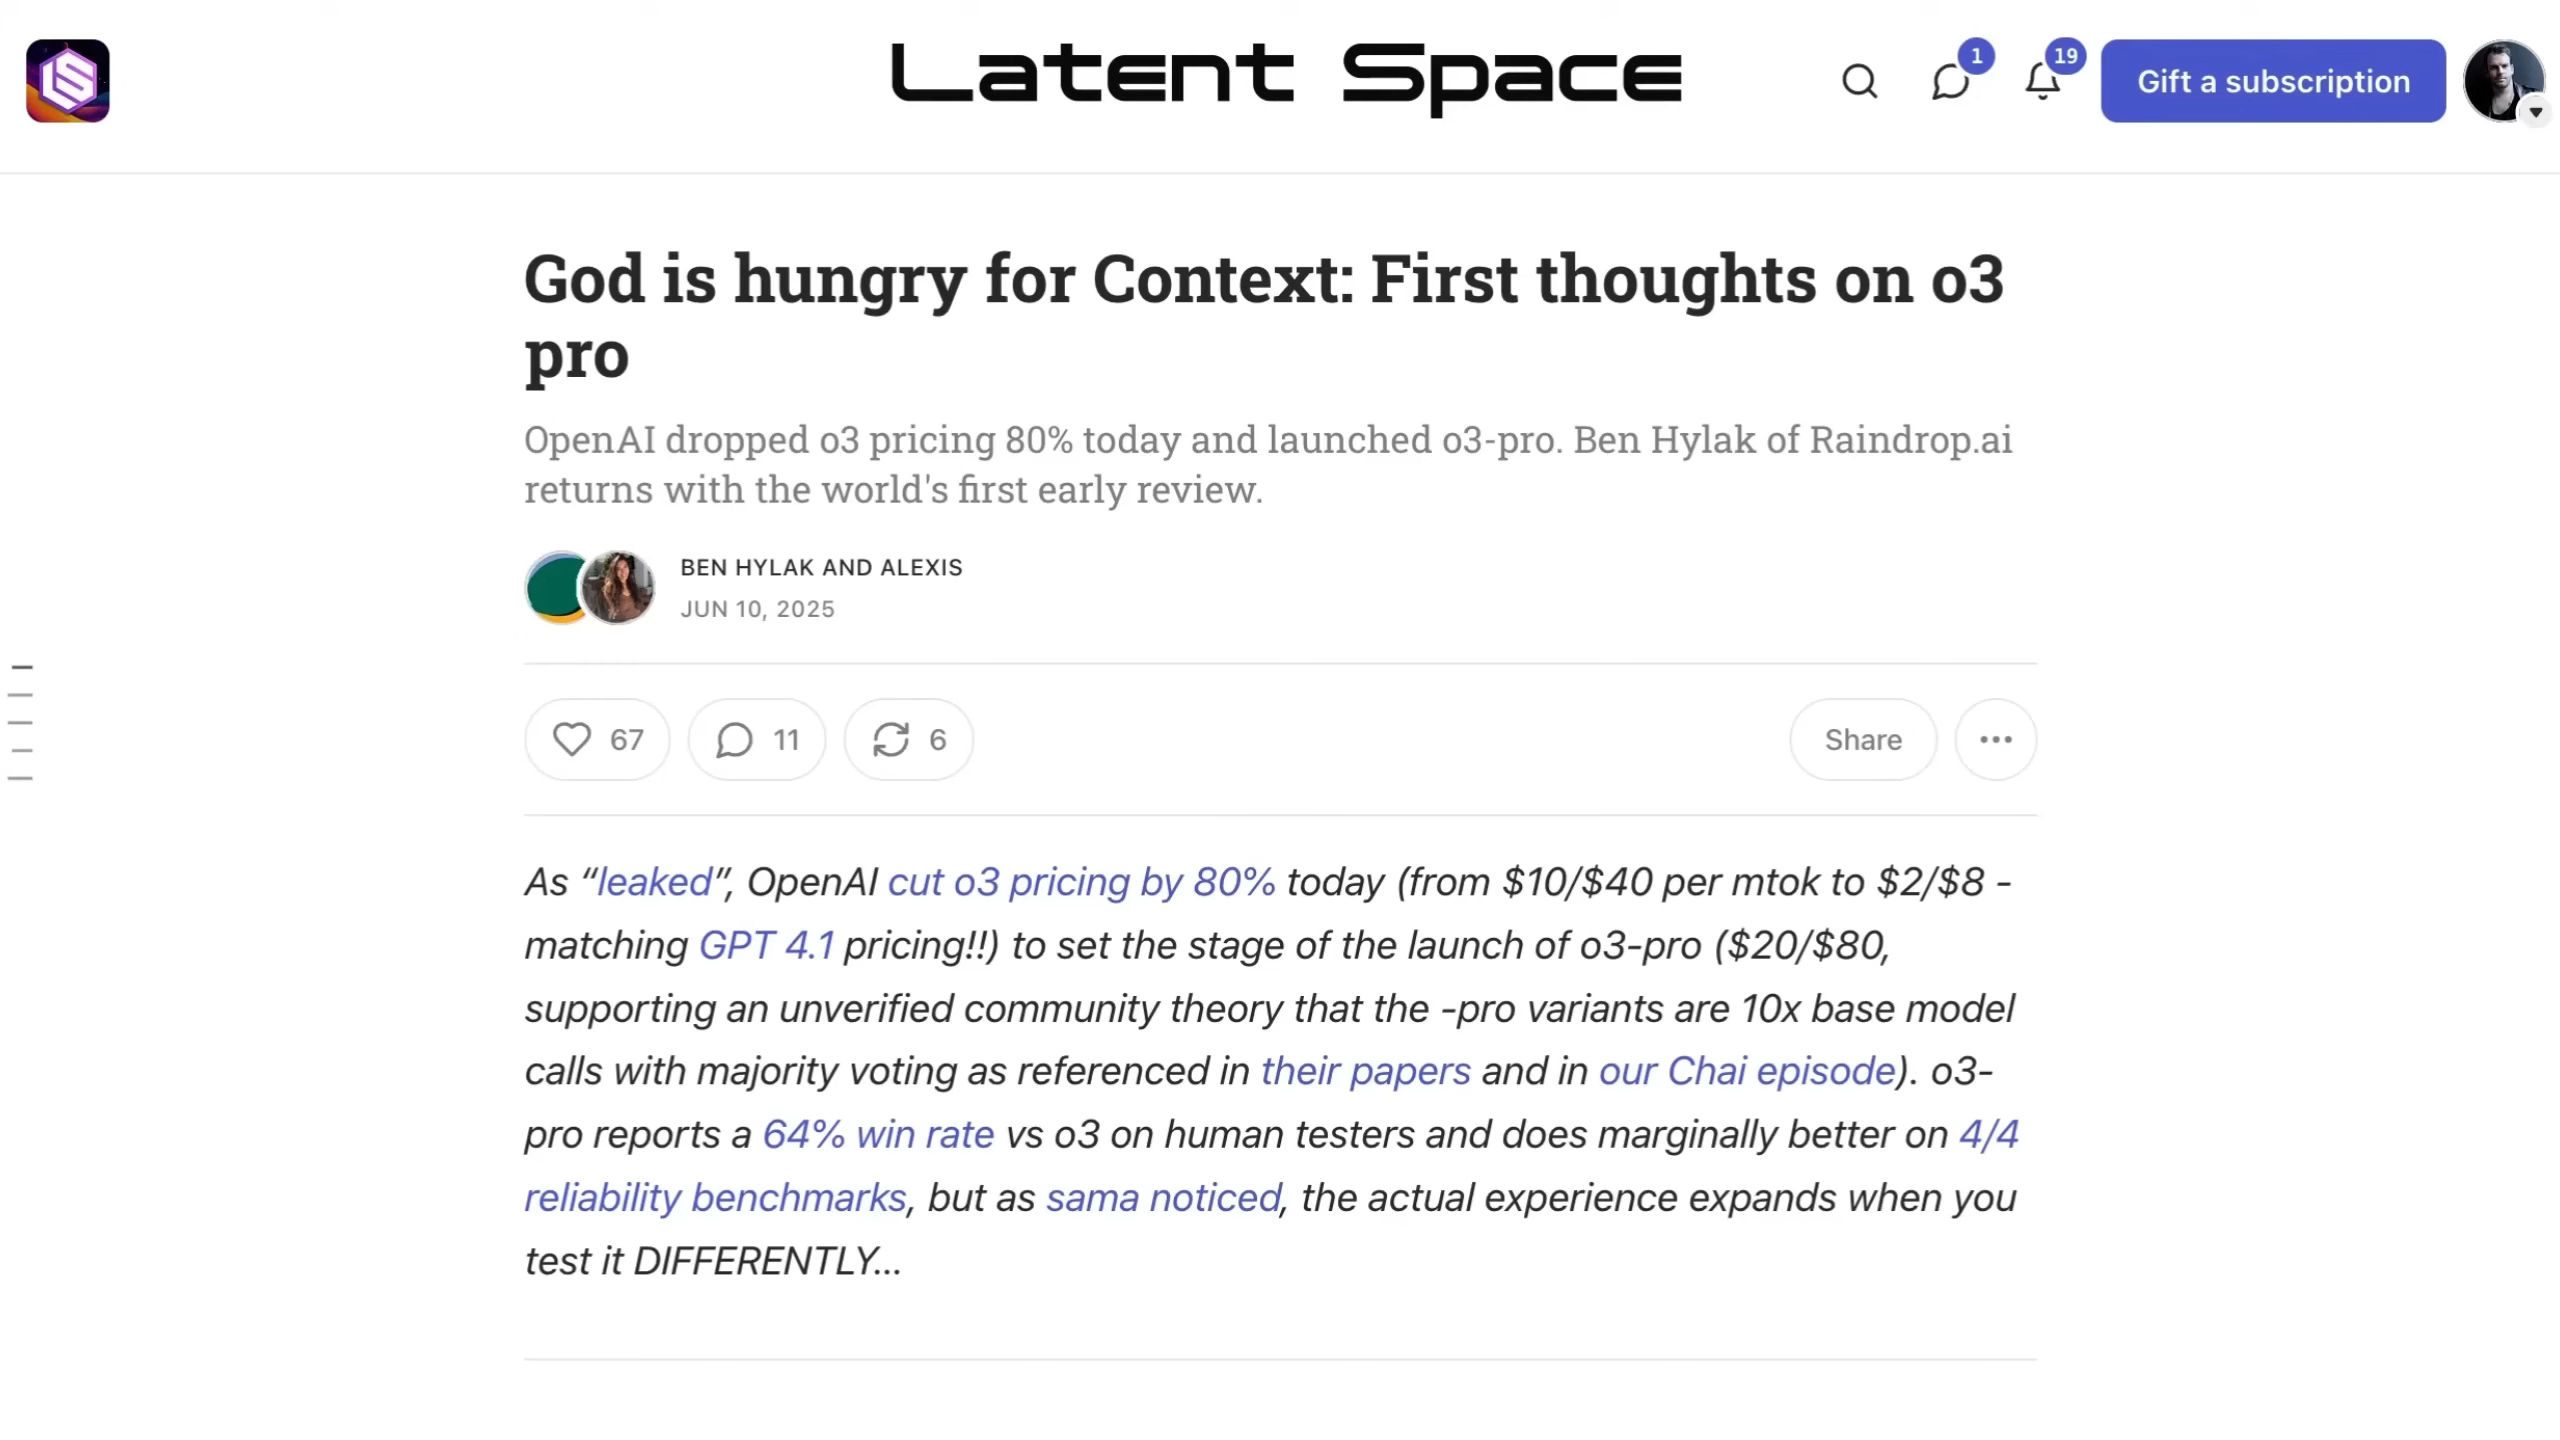 LS
Latent Space
1
19
Gift a subscription
God is hungry for Context: First thoughts on o3
pro
OpenAI dropped o3 pricing 80% today and launched o3-pro. Ben Hylak of Raindrop.ai
returns with the world's first early review.
BEN HYLAK AND ALEXIS
JUN 10, 2025
67
11
6
Share
As “leaked”, OpenAI cut o3 pricing by 80% today (from $10/$40 per mtok to $2/$8 -
matching GPT 4.1 pricing!!) to set the stage of the launch of o3-pro ($20/$80,
supporting an unverified community theory that the -pro variants are 10x base model
calls with majority voting as referenced in their papers and in our Chai episode). o3-
pro reports a 64% win rate vs o3 on human testers and does marginally better on 4/4
reliability benchmarks, but as sama noticed, the actual experience expands when you
test it DIFFERENTLY...